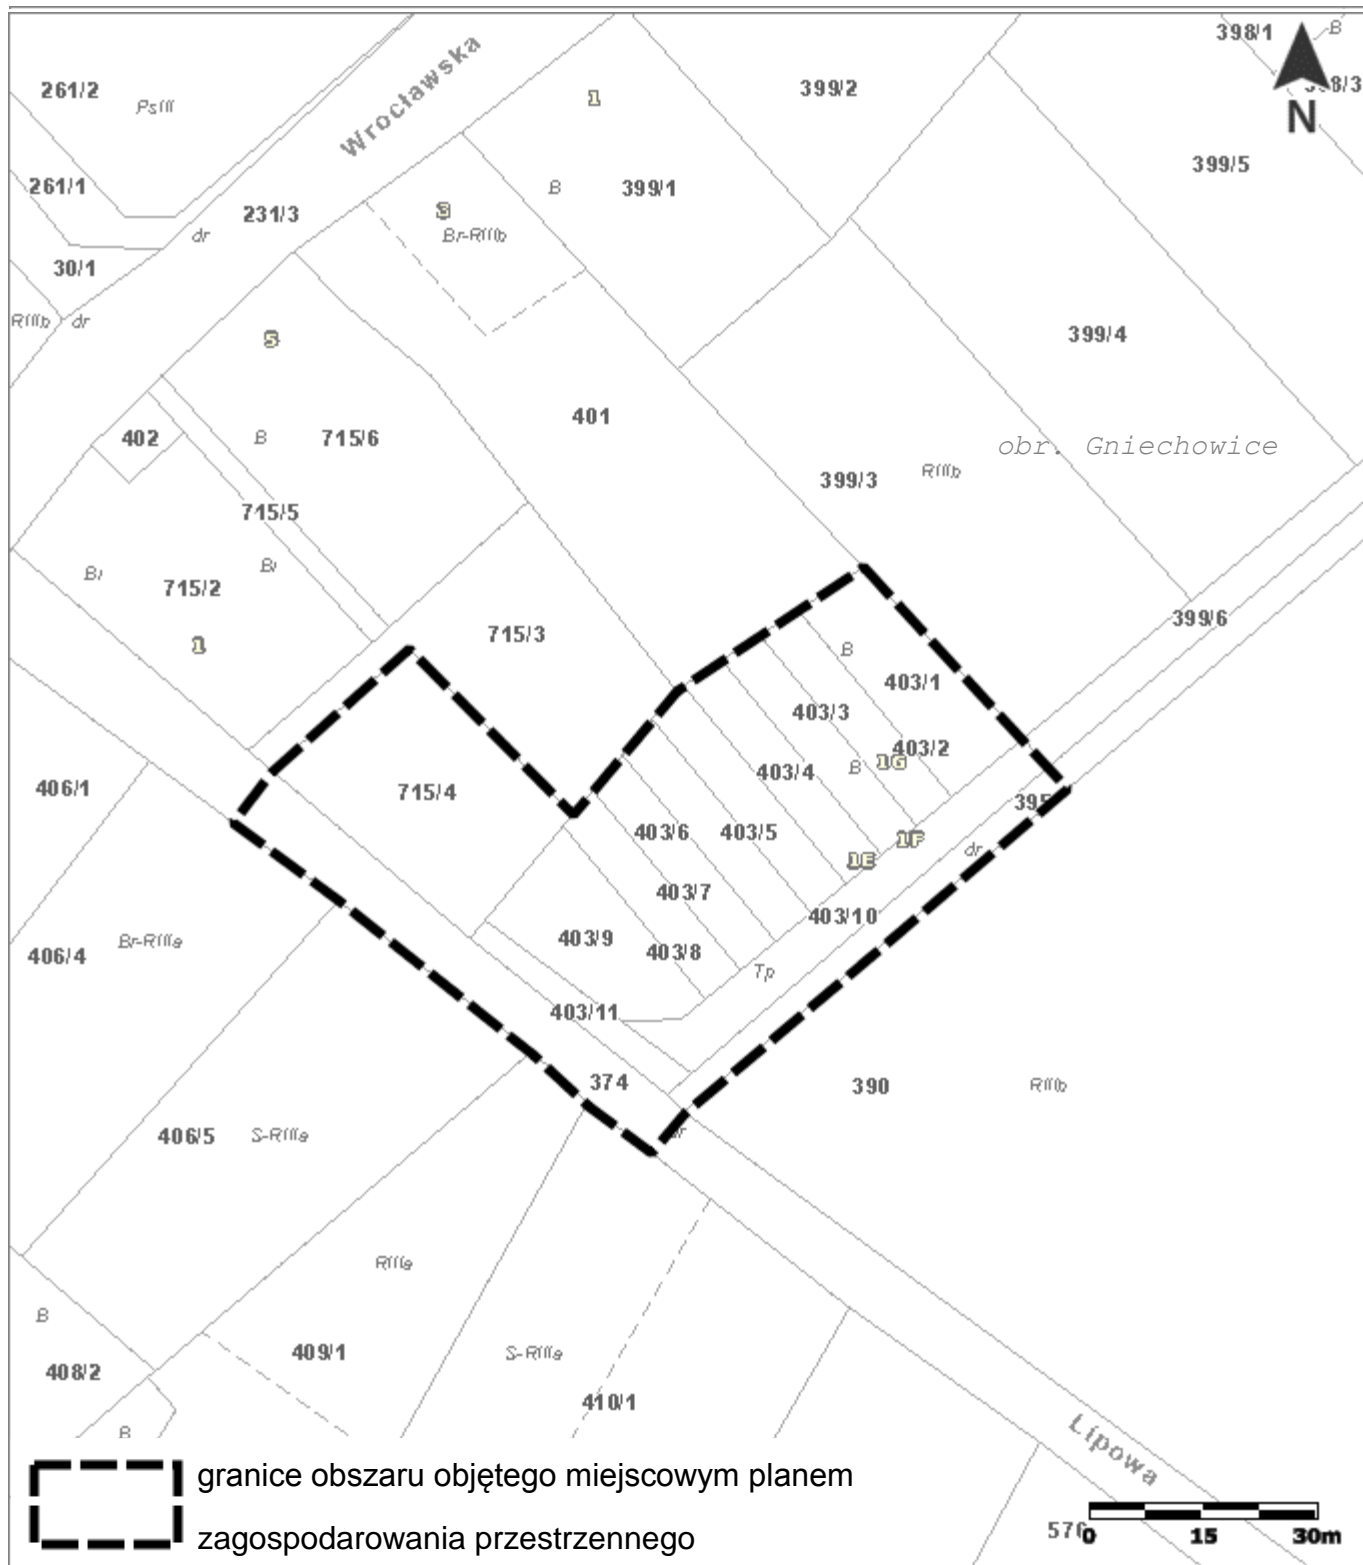 398/1
B
261/2
PsIII
Wrocławska
1
399/2
N
399/5
261/1
231/3
dr
3
Br-RIIIb
B
399/1
30/1
RIIIb
dr
5
399/4
402
B
715/6
401
obr. Gniechowice
399/3
RIIIb
715/5
Br
715/2
Br
1
715/3
399/6
B
403/1
403/3
403/2
1G
B
403/4
406/1
715/4
395
403/6
403/5
1F
1E
dr
403/7
403/10
Br-RIIIa
406/4
403/9
403/8
Tp
403/11
374
390
RIIIb
406/5
S-RIIIa
RIIIa
B
409/1
S-RIIIa
408/2
410/1
B
Lipowa
granice obszaru objętego miejscowym planem
zagospodarowania przestrzennego
0 15 30m